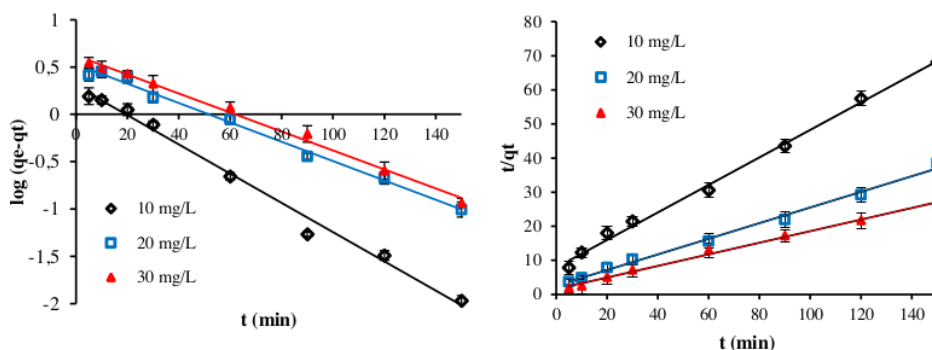 1
0,5
0
-0.5
-1
-1.5
-2
0 20 40 60 80 100 120 140
log (qe-qt)
t (min)
10 mg/L
20 mg/L
30 mg/L
80
70
60
50
40
30
20
10
0
0 20 40 60 80 100 120 140
t/qt
t (min)
10 mg/L
20 mg/L
30 mg/L